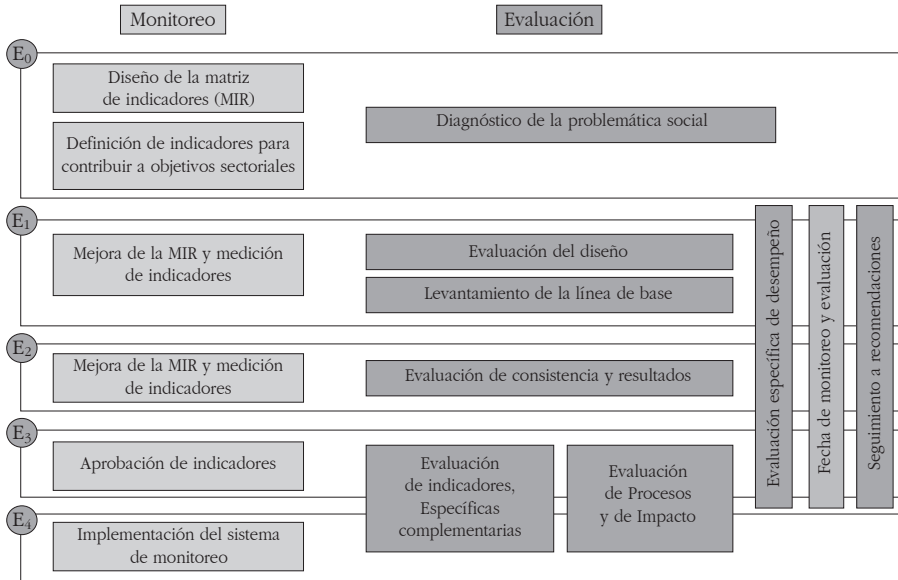 Monitoreo
Evaluación
E0
Diseño de la matriz
de indicadores (MIR)
Definición de indicadores para
contribuir a objetivos sectoriales
Diagnóstico de la problemática social
E1
Mejora de la MIR y medición
de indicadores
Evaluación del diseño
Levantamiento de la línea de base
E2
Mejora de la MIR y medición
de indicadores
Evaluación de consistencia y resultados
E3
Aprobación de indicadores
Evaluación
de indicadores,
Específicas
complementarias
Evaluación
de Procesos
y de Impacto
E4
Implementación del sistema
de monitoreo
Evaluación específica de desempeño
Fecha de monitoreo y evaluación
Seguimiento a recomendaciones